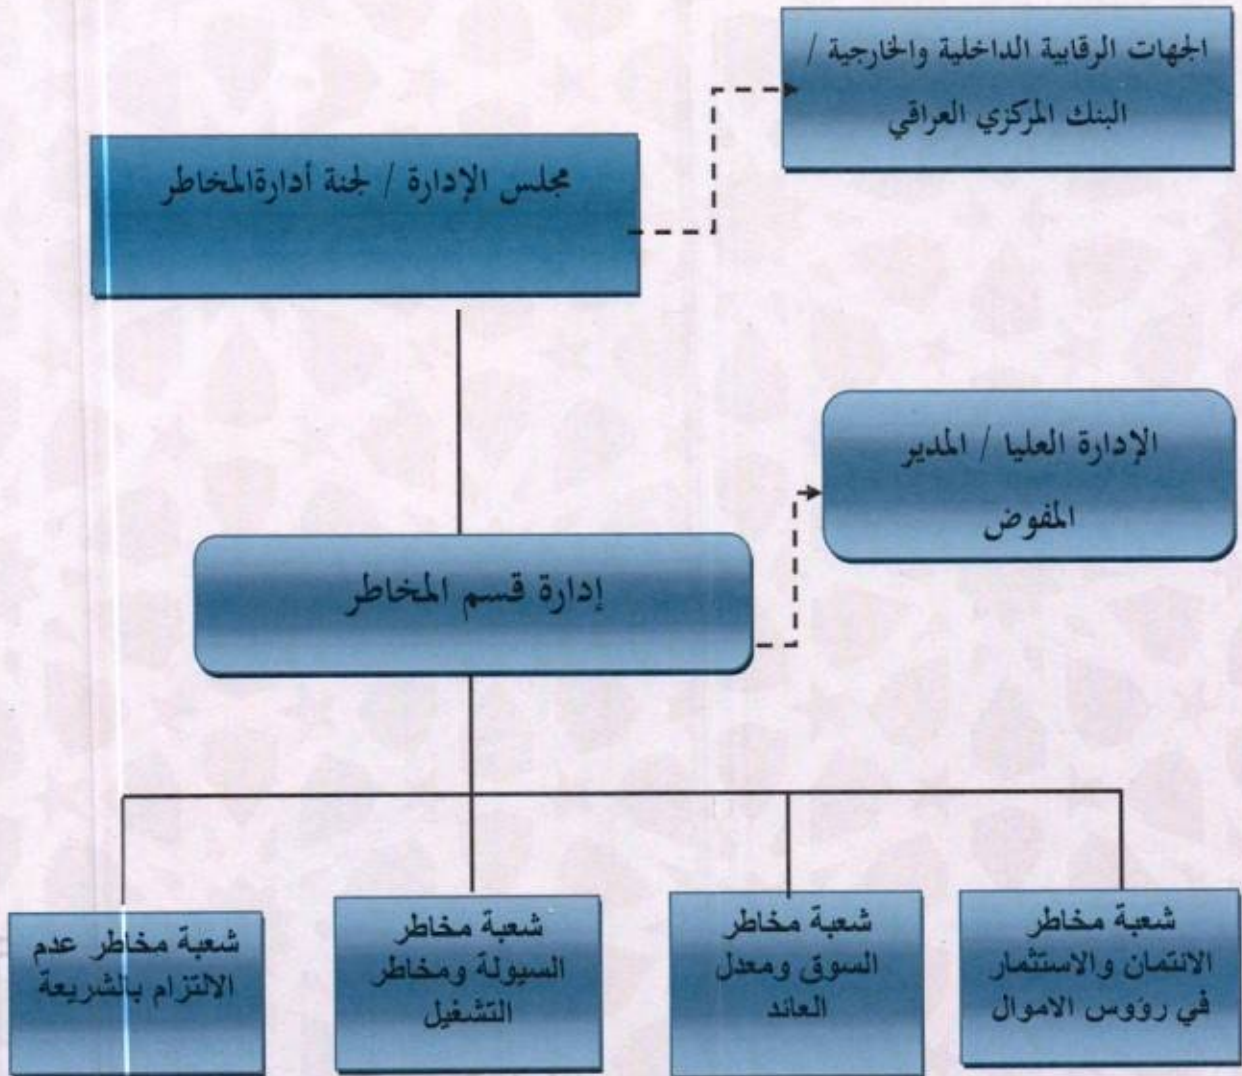 الجهات الرقابية الداخلية والخارجية /
البنك المركزي العراقي
مجلس الإدارة / لجنة أدارةالمخاطر
الإدارة العليا / المدير
المفوض
إدارة قسم المخاطر
شعبة مخاطر
الائتمان والاستثمار
في رؤوس الاموال
شعبة مخاطر
السوق ومعدل
العائد
شعبة مخاطر
السيولة ومخاطر
التشغيل
شعبة مخاطر عدم
الالتزام بالشريعة